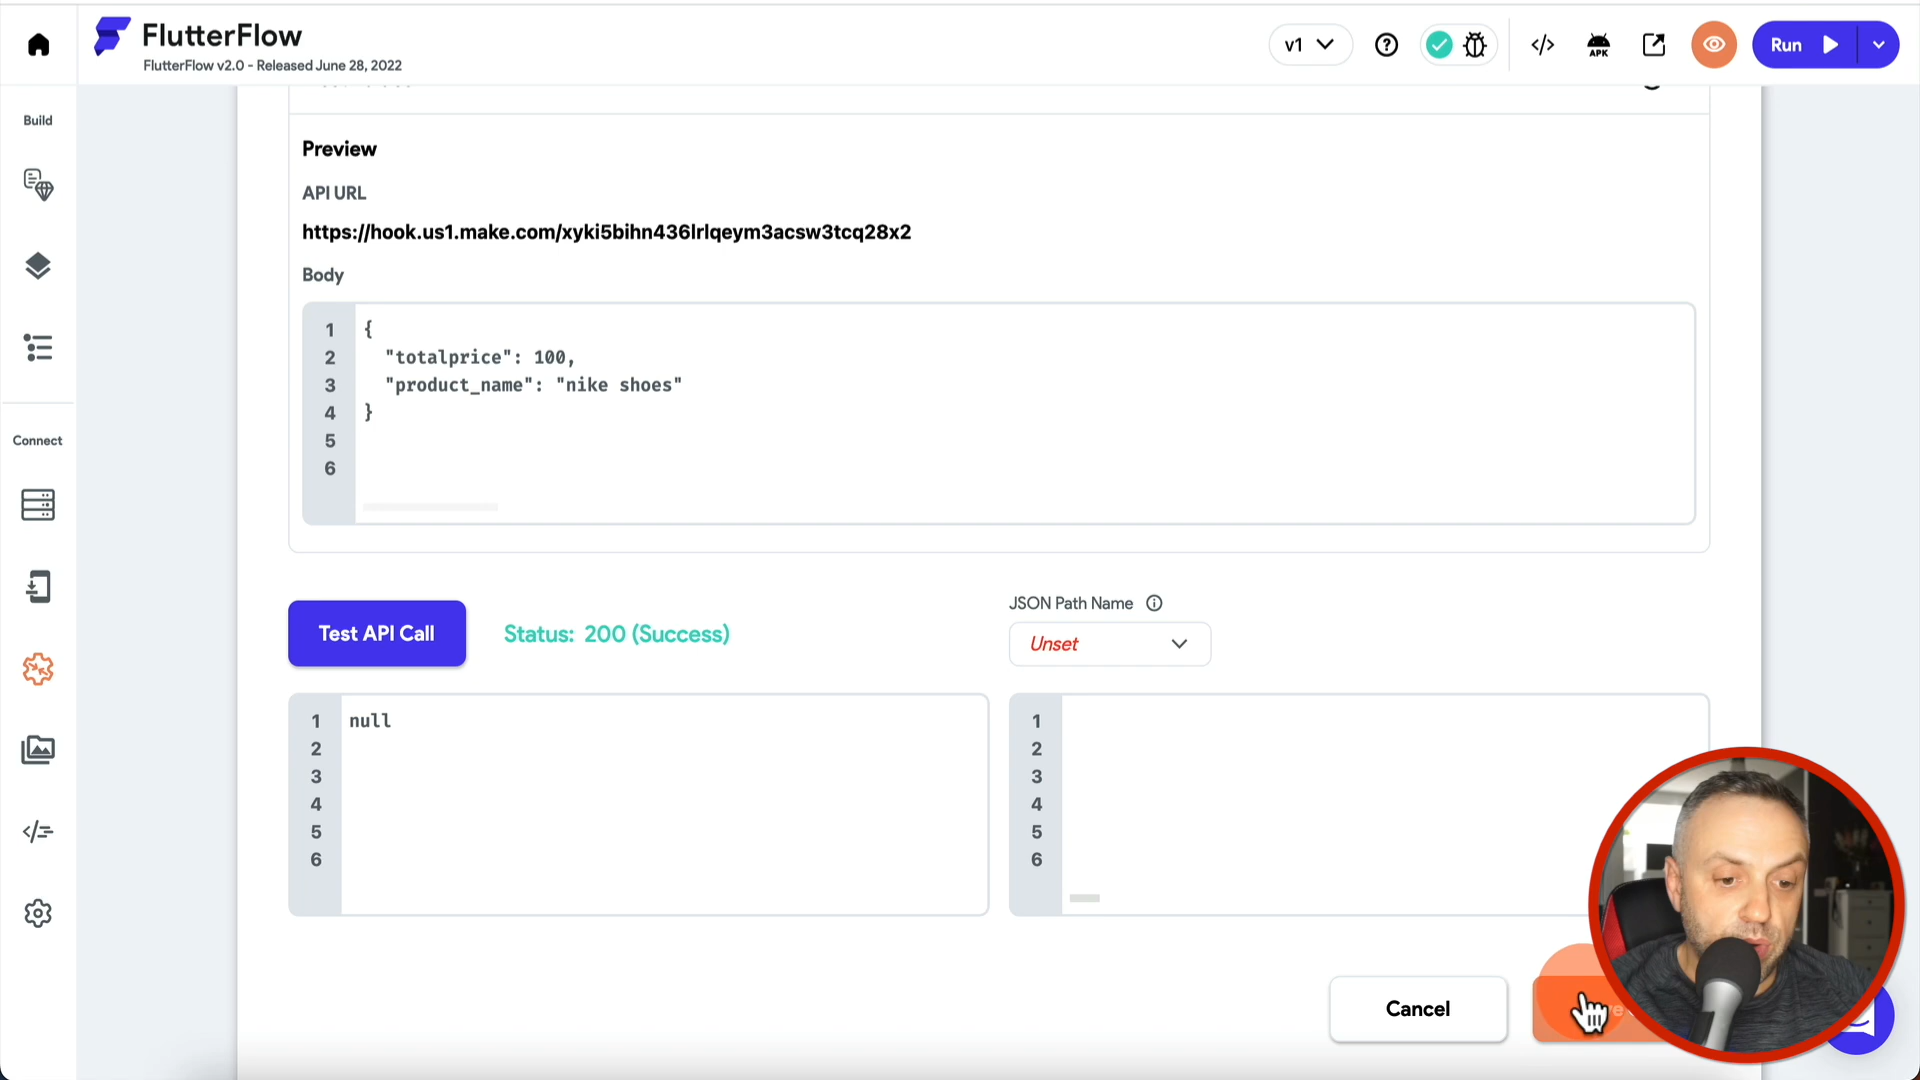 FlutterFlow
FlutterFlow v2.0 - Released June 28, 2022
v1
APK
Run
Build
Connect
Preview
API URL
https://hook.us1.make.com/xyki5bihn436lrlqeym3acsw3tcq28x2
Body
1 {
2 "totalprice": 100,
3 "product_name": "nike shoes"
4 }
5
6
Test API Call
Status: 200 (Success)
JSON Path Name
Unset
1 null
2
3
4
5
6
1
2
3
4
5
6
Cancel